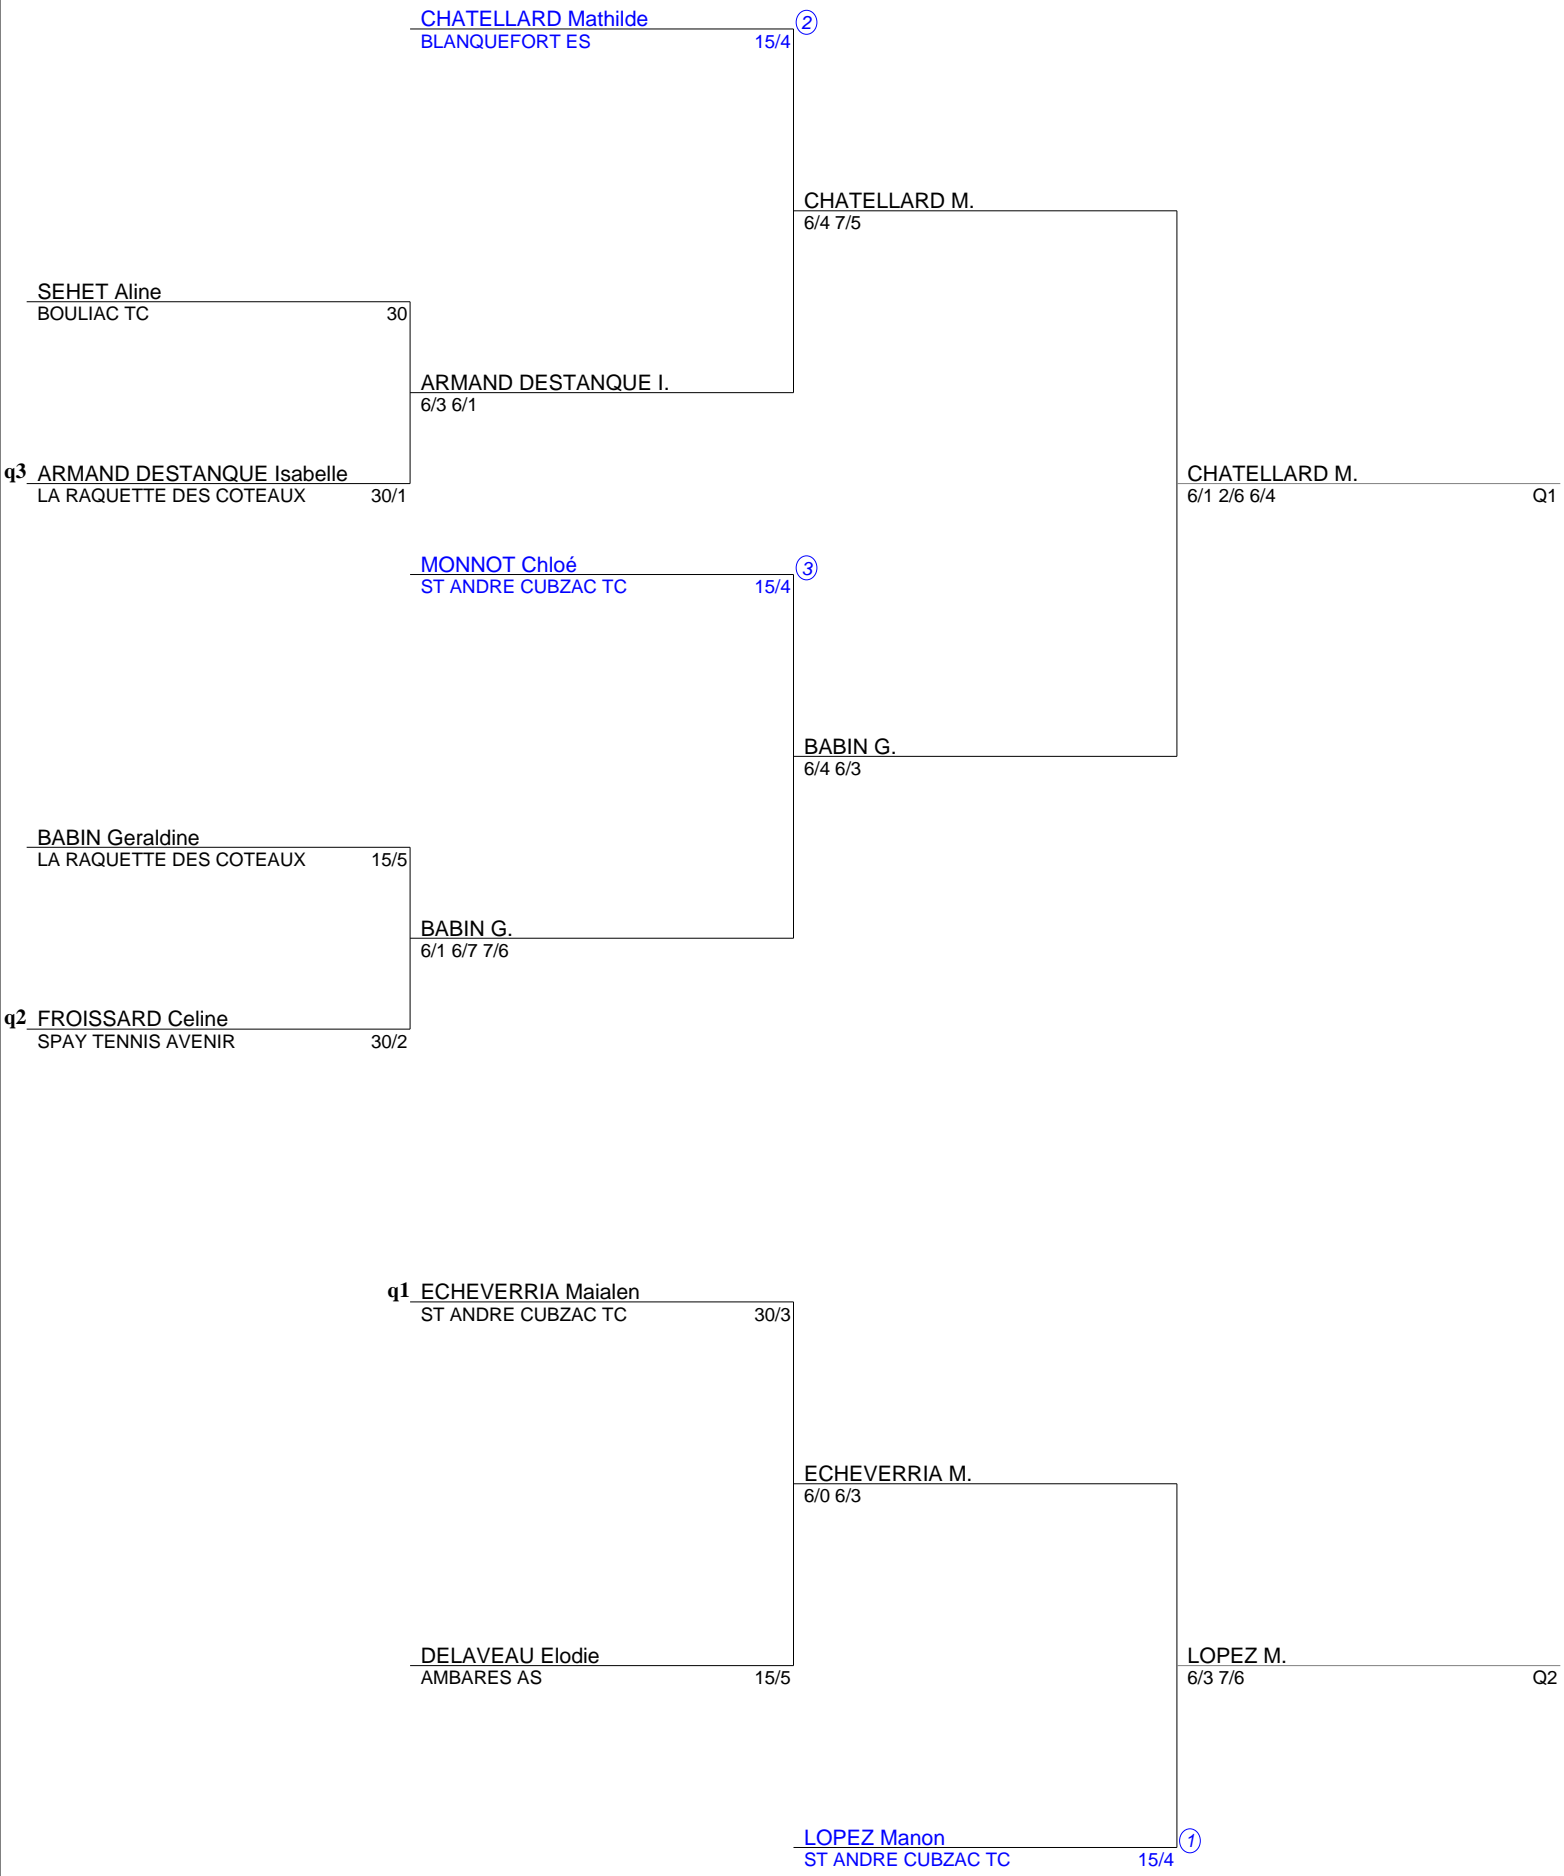 CHATELLARD Mathilde 2
BLANQUEFORT ES 15/4
CHATELLARD M.
6/4 7/5
SEHET Aline
BOULIAC TC 30
ARMAND DESTANQUE I.
6/3 6/1
q3 ARMAND DESTANQUE Isabelle
LA RAQUETTE DES COTEAUX 30/1
CHATELLARD M.
6/1 2/6 6/4 Q1
MONNOT Chloé 3
ST ANDRE CUBZAC TC 15/4
BABIN G.
6/4 6/3
BABIN Geraldine
LA RAQUETTE DES COTEAUX 15/5
BABIN G.
6/1 6/7 7/6
q2 FROISSARD Celine
SPAY TENNIS AVENIR 30/2
q1 ECHEVERRIA Maialen
ST ANDRE CUBZAC TC 30/3
ECHEVERRIA M.
6/0 6/3
DELAVEAU Elodie
AMBARES AS 15/5
LOPEZ M.
6/3 7/6 Q2
LOPEZ Manon 1
ST ANDRE CUBZAC TC 15/4